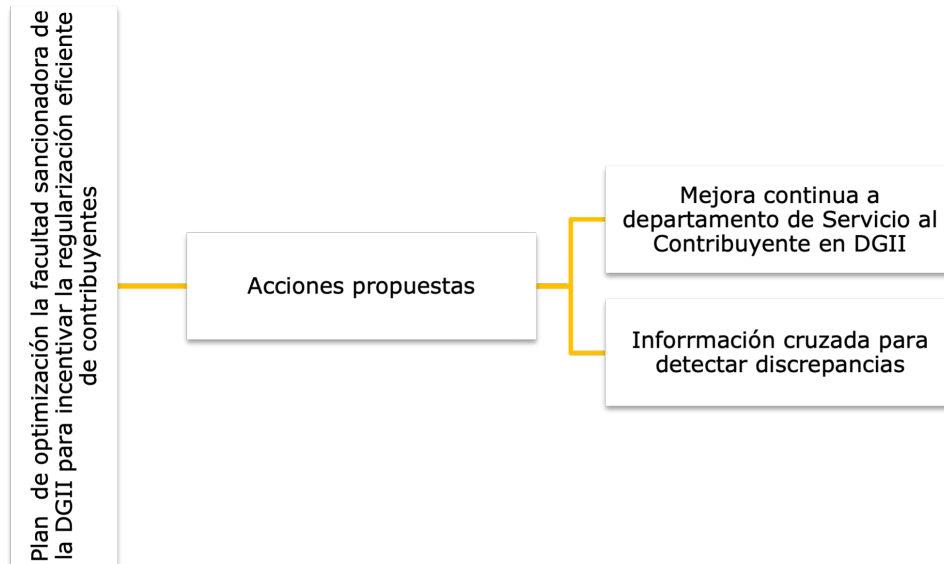 Plan  de optimización la facultad sancionadora de
la DGII para incentivar la regularización eficiente
de contribuyentes
Acciones propuestas
Mejora continua a
departamento de Servicio al
Contribuyente en DGII
Inforrmación cruzada para
detectar discrepancias